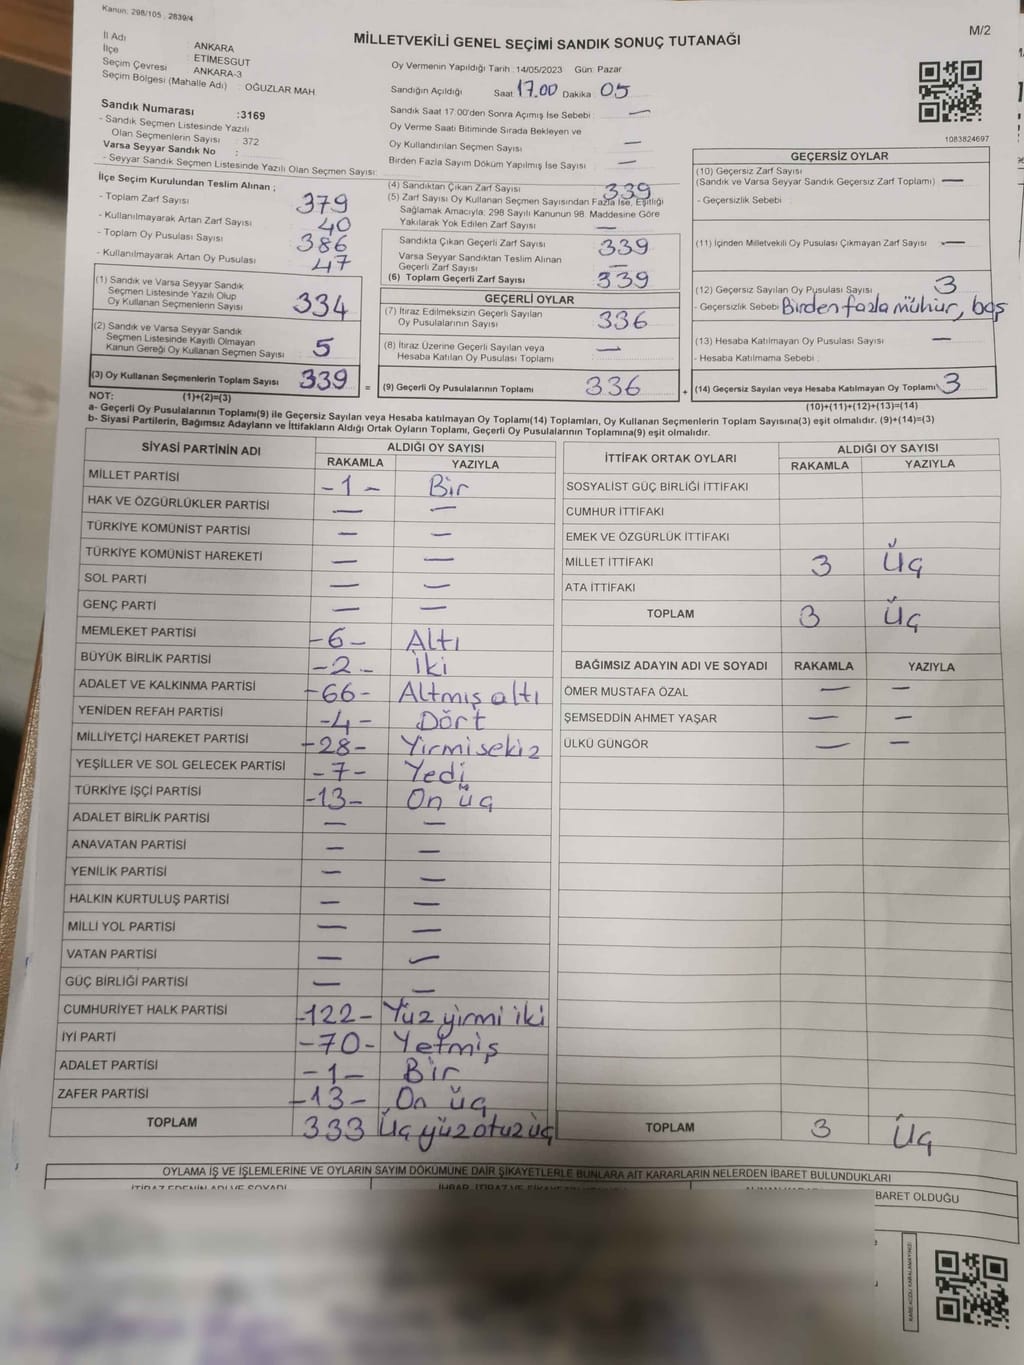 Kanun: 298/105, 2839/4
M/2
MİLLETVEKİLİ GENEL SEÇİMİ SANDIK SONUÇ TUTANAĞI
İl Adı ANKARA
İlçe ETİMESGUT
Seçim Çevresi ANKARA-3
Seçim Bölgesi (Mahalle Adı) : OĞUZLAR MAH.
Sandık Numarası :3169
- Sandık Seçmen Listesinde Yazılı
Olan Seçmenlerin Sayısı : 372
Varsa Seyyar Sandık No :
- Seyyar Sandık Seçmen Listesinde Yazılı Olan Seçmen Sayısı:
Oy Vermenin Yapıldığı Tarih : 14/05/2023 Gün: Pazar
Sandığın Açıldığı Saat 17.00 Dakika 05
Sandık Saat 17.00'den Sonra Açımış İse Sebebi : —
Oy Verme Saati Bitiminde Sırada Bekleyen ve
Oy Kullandırılan Seçmen Sayısı —
Birden Fazla Sayım Döküm Yapılmış İse Sayısı —
1083824697
İlçe Seçim Kurulundan Teslim Alınan ;
- Toplam Zarf Sayısı 379
- Kullanılmayarak Artan Zarf Sayısı 40
- Toplam Oy Pusulası Sayısı 386
- Kullanılmayarak Artan Oy Pusulası 47
(1) Sandık ve Varsa Seyyar Sandık
Seçmen Listesinde Yazılı Olup
Oy Kullanan Seçmenlerin Sayısı 334
(2) Sandık ve Varsa Seyyar Sandık
Seçmen Listesinde Kayıtlı Olmayan
Kanun Gereği Oy Kullanan Seçmen Sayısı 5
(3) Oy Kullanan Seçmenlerin Toplam Sayısı 339 =
(4) Sandıktan Çıkan Zarf Sayısı 339
(5) Zarf Sayısı Oy Kullanan Seçmen Sayısından Fazla İse, Eşitliği
Sağlamak Amacıyla, 298 Sayılı Kanunun 98. Maddesine Göre
Yakılarak Yok Edilen Zarf Sayısı —
Sandıkta Çıkan Geçerli Zarf Sayısı 339
Varsa Seyyar Sandıktan Teslim Alınan
Geçerli Zarf Sayısı —
(6) Toplam Geçerli Zarf Sayısı 339
GEÇERLİ OYLAR
(7) İtiraz Edilmeksizin Geçerli Sayılan
Oy Pusulalarının Sayısı 336
(8) İtiraz Üzerine Geçerli Sayılan veya
Hesaba Katılan Oy Pusulası Toplamı —
(9) Geçerli Oy Pusulalarının Toplamı 336 +
GEÇERSİZ OYLAR
(10) Geçersiz Zarf Sayısı
(Sandık ve Varsa Seyyar Sandık Geçersiz Zarf Toplamı) —
- Geçersizlik Sebebi
(11) İçinden Milletvekili Oy Pusulası Çıkmayan Zarf Sayısı —
(12) Geçersiz Sayılan Oy Pusulası Sayısı 3
- Geçersizlik Sebebi Birden fazla mühür, boş
(13) Hesaba Katılmayan Oy Pusulası Sayısı —
- Hesaba Katılmama Sebebi :
(14) Geçersiz Sayılan veya Hesaba Katılmayan Oy Toplamı 3
NOT: (1)+(2)=(3) (10)+(11)+(12)+(13)=(14)
a- Geçerli Oy Pusulalarının Toplamı(9) ile Geçersiz Sayılan veya Hesaba katılmayan Oy Toplamı(14) Toplamları, Oy Kullanan Seçmenlerin Toplam Sayısına(3) eşit olmalıdır. (9)+(14)=(3)
b- Siyasi Partilerin, Bağımsız Adayların ve İttifakların Aldığı Ortak Oyların Toplamı, Geçerli Oy Pusulalarının Toplamına(9) eşit olmalıdır.
SİYASİ PARTİNİN ADI ALDIĞI OY SAYISI
RAKAMLA YAZIYLA
MİLLET PARTİSİ -1- Bir
HAK VE ÖZGÜRLÜKLER PARTİSİ — —
TÜRKİYE KOMÜNİST PARTİSİ — —
TÜRKİYE KOMÜNİST HAREKETİ — —
SOL PARTİ — —
GENÇ PARTİ — —
MEMLEKET PARTİSİ -6- Altı
BÜYÜK BİRLİK PARTİSİ -2- İki
ADALET VE KALKINMA PARTİSİ -66- Altmış altı
YENİDEN REFAH PARTİSİ -4- Dört
MİLLİYETÇİ HAREKET PARTİSİ -28- Yirmisekiz
YEŞİLLER VE SOL GELECEK PARTİSİ -7- Yedi
TÜRKİYE İŞÇİ PARTİSİ -13- On üç
ADALET BİRLİK PARTİSİ — —
ANAVATAN PARTİSİ — —
YENİLİK PARTİSİ — —
HALKIN KURTULUŞ PARTİSİ — —
MİLLİ YOL PARTİSİ — —
VATAN PARTİSİ — —
GÜÇ BİRLİĞİ PARTİSİ — —
CUMHURİYET HALK PARTİSİ -122- Yüz yirmi iki
İYİ PARTİ -70- Yetmiş
ADALET PARTİSİ -1- Bir
ZAFER PARTİSİ -13- On üç
TOPLAM 333 Üç yüz otuz üç
İTTİFAK ORTAK OYLARI ALDIĞI OY SAYISI
RAKAMLA YAZIYLA
SOSYALİST GÜÇ BİRLİĞİ İTTİFAKI
CUMHUR İTTİFAKI
EMEK VE ÖZGÜRLÜK İTTİFAKI
MİLLET İTTİFAKI 3 Üç
ATA İTTİFAKI
TOPLAM 3 Üç
BAĞIMSIZ ADAYIN ADI VE SOYADI RAKAMLA YAZIYLA
ÖMER MUSTAFA ÖZAL — —
ŞEMSEDDİN AHMET YAŞAR — —
ÜLKÜ GÜNGÖR — —
TOPLAM 3 Üç
OYLAMA İŞ VE İŞLEMLERİNE VE OYLARIN SAYIM DÖKÜMÜNE DAİR ŞİKAYETLERLE BUNLARA AİT KARARLARIN NELERDEN İBARET BULUNDUKLARI
İTİRAZ EDENİN ADI VE SOYADI
BARET OLDUĞU